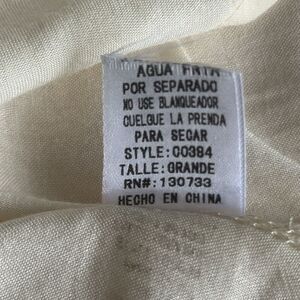 AGUA FRIA
POR SEPARADO
NO USE BLANQUEADOR
CUELGUE LA PRENDA
PARA SECAR
STYLE:00384
TALLE:GRANDE
RN#:130733
HECHO EN CHINA